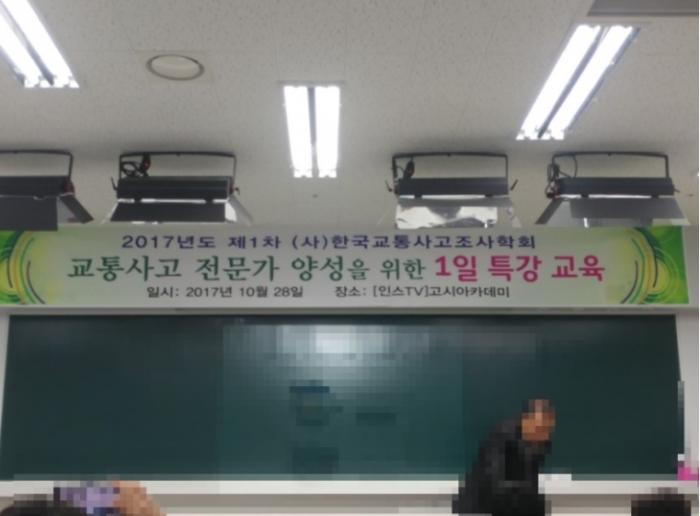 2017년도 제1차 (사)한국교통사고조사학회
교통사고 전문가 양성을 위한 1일 특강 교육
일시: 2017년 10월 28일 장소: [인스TV]고시아카데미